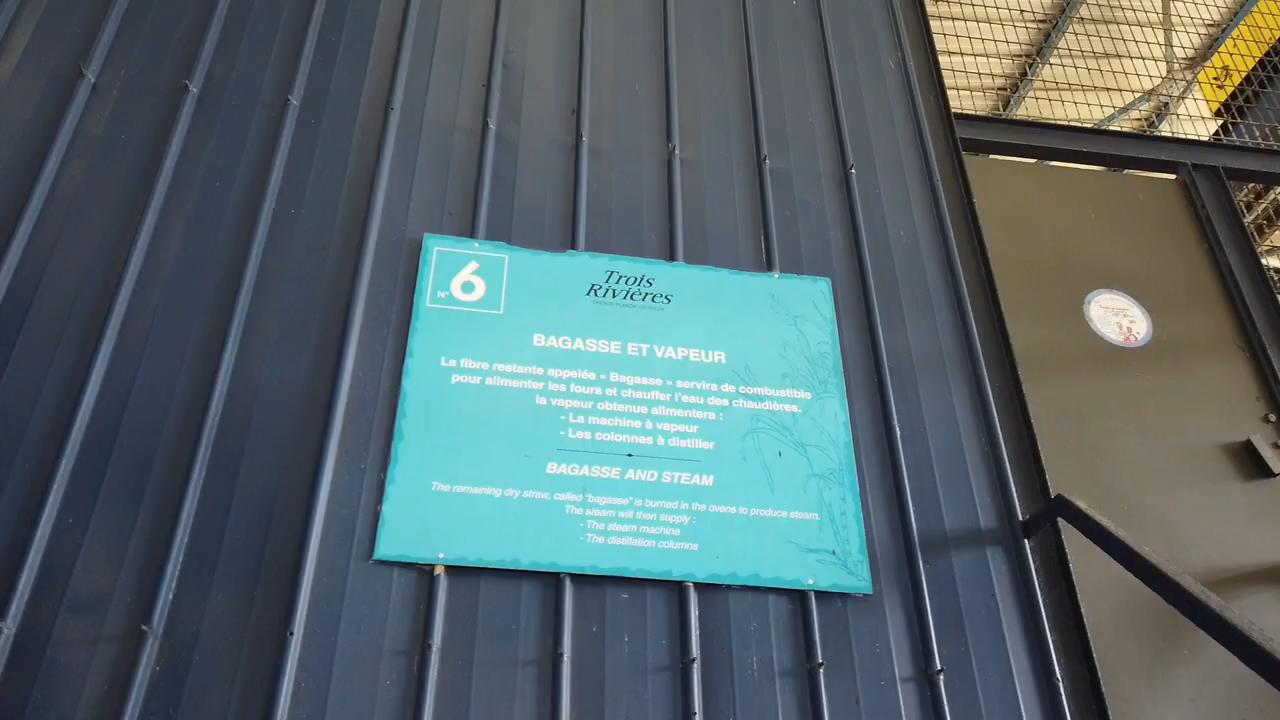 N° 6
Trois
Rivières
BAGASSE ET VAPEUR
La fibre restante appelée « Bagasse » servira de combustible
pour alimenter les fours et chauffer l'eau des chaudières.
la vapeur obtenue alimentera :
- La machine à vapeur
- Les colonnes à distiller
BAGASSE AND STEAM
The remaining dry straw, called "bagasse" is burned in the ovens to produce steam.
The steam will then supply :
- The steam machine
- The distillation columns